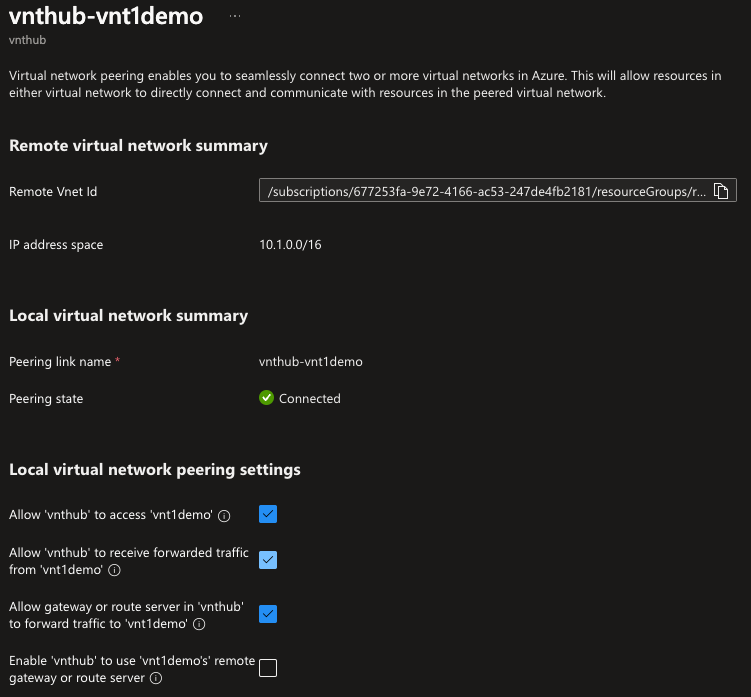 vnthub-vnt1demo ...
vnthub
Virtual network peering enables you to seamlessly connect two or more virtual networks in Azure. This will allow resources in
either virtual network to directly connect and communicate with resources in the peered virtual network.
Remote virtual network summary
Remote Vnet Id
/subscriptions/677253fa-9e72-4166-ac53-247de4fb2181/resourceGroups/r...
IP address space
10.1.0.0/16
Local virtual network summary
Peering link name *
vnthub-vnt1demo
Peering state
Connected
Local virtual network peering settings
Allow 'vnthub' to access 'vnt1demo'
Allow 'vnthub' to receive forwarded traffic
from 'vnt1demo'
Allow gateway or route server in 'vnthub'
to forward traffic to 'vnt1demo'
Enable 'vnthub' to use 'vnt1demo's' remote
gateway or route server